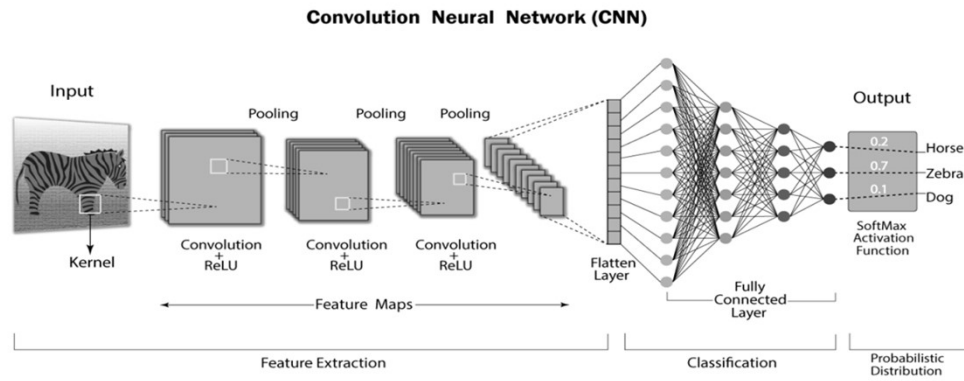 Convolution Neural Network (CNN)
Input
Kernel
Pooling
Pooling
Pooling
Convolution
+
ReLU
Convolution
+
ReLU
Convolution
+
ReLU
Feature Maps
Flatten
Layer
Fully
Connected
Layer
Output
0.2
Horse
0.7
Zebra
0.1
Dog
SoftMax
Activation
Function
Feature Extraction
Classification
Probabilistic
Distribution